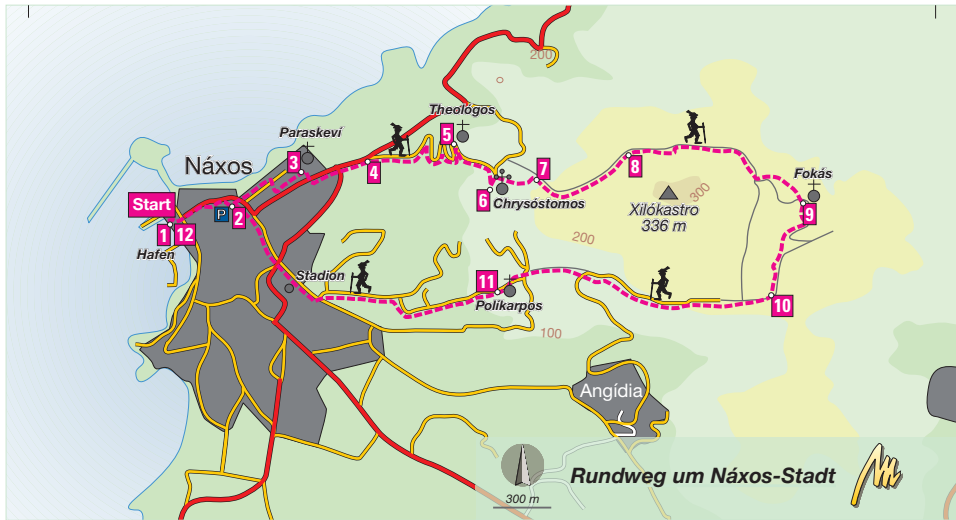 200
Theológos
Paraskeví
5
3
4
7
8
Náxos
Fokás
300
6
Chrysóstomos
Xilókastro
336 m
9
Start
P
2
1
12
Hafen
200
Stadion
11
Polikarpos
10
100
Angídia
300 m
Rundweg um Náxos-Stadt